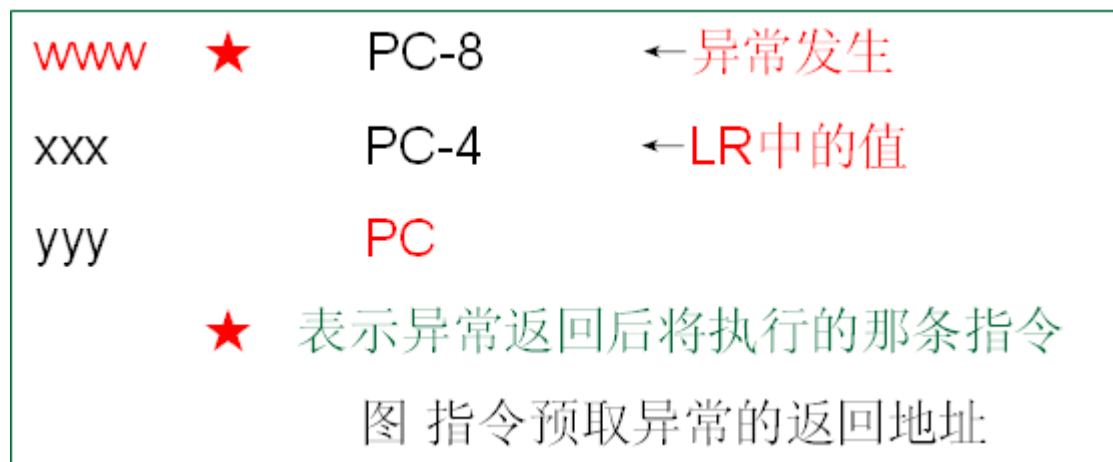 www ★ PC-8 ←异常发生
xxx PC-4 ←LR中的值
yyy PC
★ 表示异常返回后将执行的那条指令
图 指令预取异常的返回地址